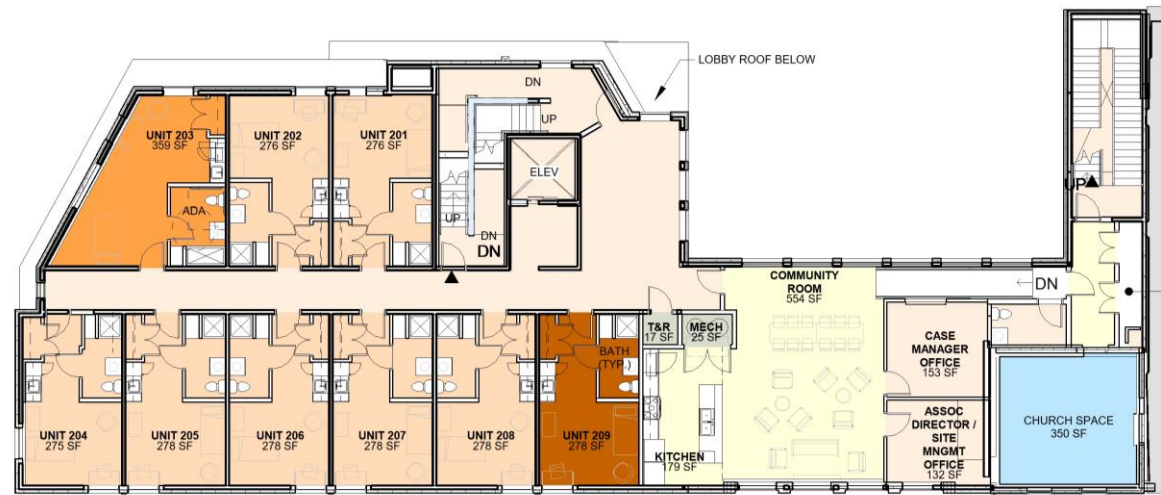 LOBBY ROOF BELOW
DN
UP
UNIT 203
359 SF
UNIT 202
276 SF
UNIT 201
276 SF
ELEV
ADA
UP
DN
DN
UP
COMMUNITY
ROOM
554 SF
DN
T&R
17 SF
MECH
25 SF
BATH
(TYP.)
CASE
MANAGER
OFFICE
153 SF
UNIT 204
275 SF
UNIT 205
278 SF
UNIT 206
278 SF
UNIT 207
278 SF
UNIT 208
278 SF
UNIT 209
278 SF
KITCHEN
179 SF
ASSOC
DIRECTOR /
SITE
MNGMT
OFFICE
132 SF
CHURCH SPACE
350 SF